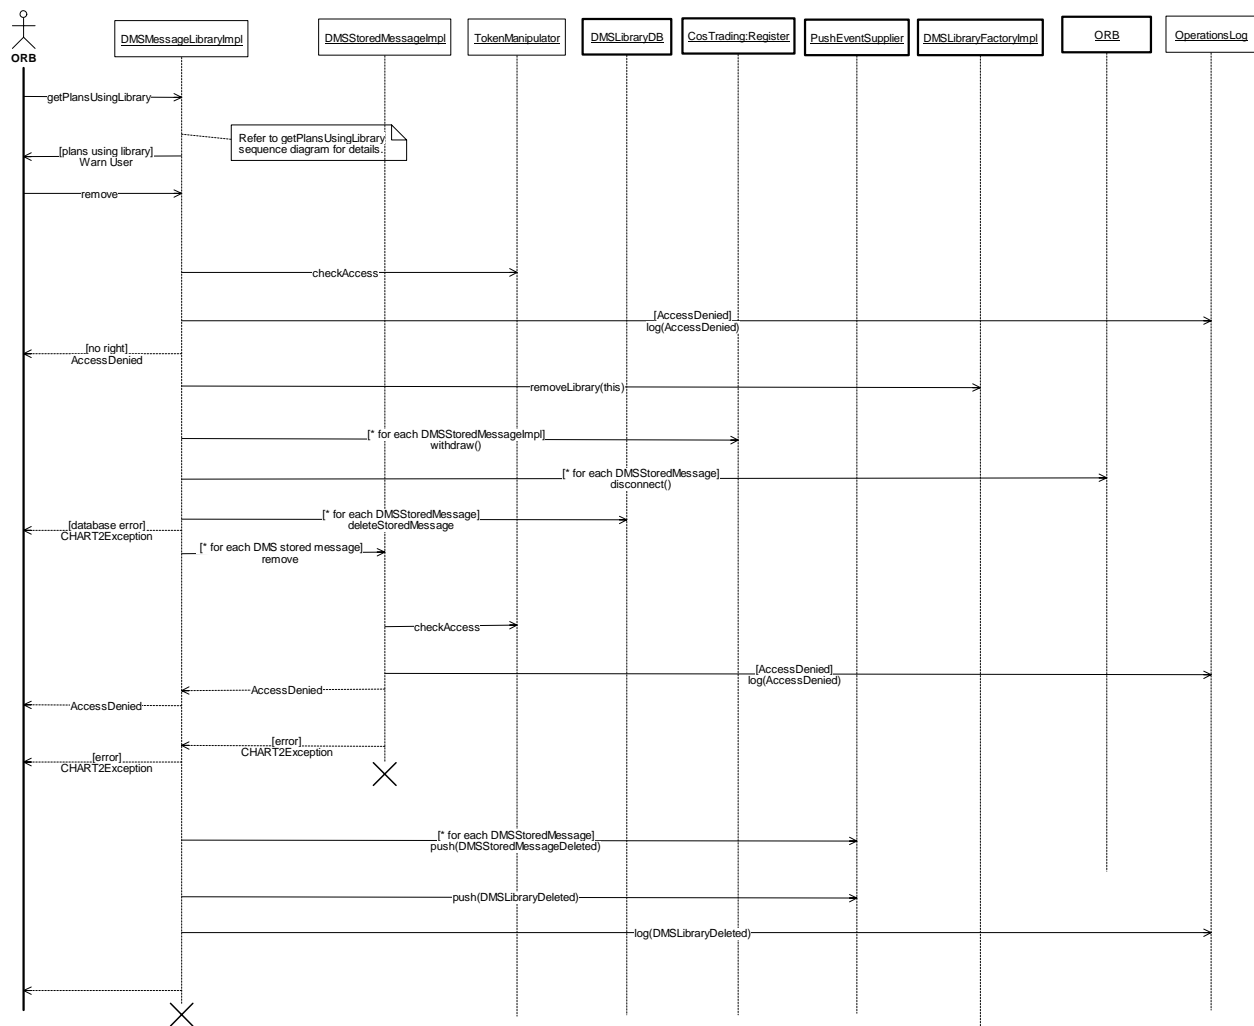 ORB
DMSMessageLibraryImpl
DMSStoredMessageImpl
TokenManipulator
DMSLibraryDB
CosTrading:Register
PushEventSupplier
DMSLibraryFactoryImpl
ORB
OperationsLog
getPlansUsingLibrary
Refer to getPlansUsingLibrary
sequence diagram for details.
[plans using library]
Warn User
remove
checkAccess
[AccessDenied]
log(AccessDenied)
[no right]
AccessDenied
removeLibrary(this)
[* for each DMSStoredMessageImpl]
withdraw()
[* for each DMSStoredMessage]
disconnect()
[* for each DMSStoredMessage]
deleteStoredMessage
[database error]
CHART2Exception
[* for each DMS stored message]
remove
checkAccess
[AccessDenied]
log(AccessDenied)
AccessDenied
AccessDenied
[error]
CHART2Exception
[error]
CHART2Exception
[* for each DMSStoredMessage]
push(DMSStoredMessageDeleted)
push(DMSLibraryDeleted)
log(DMSLibraryDeleted)